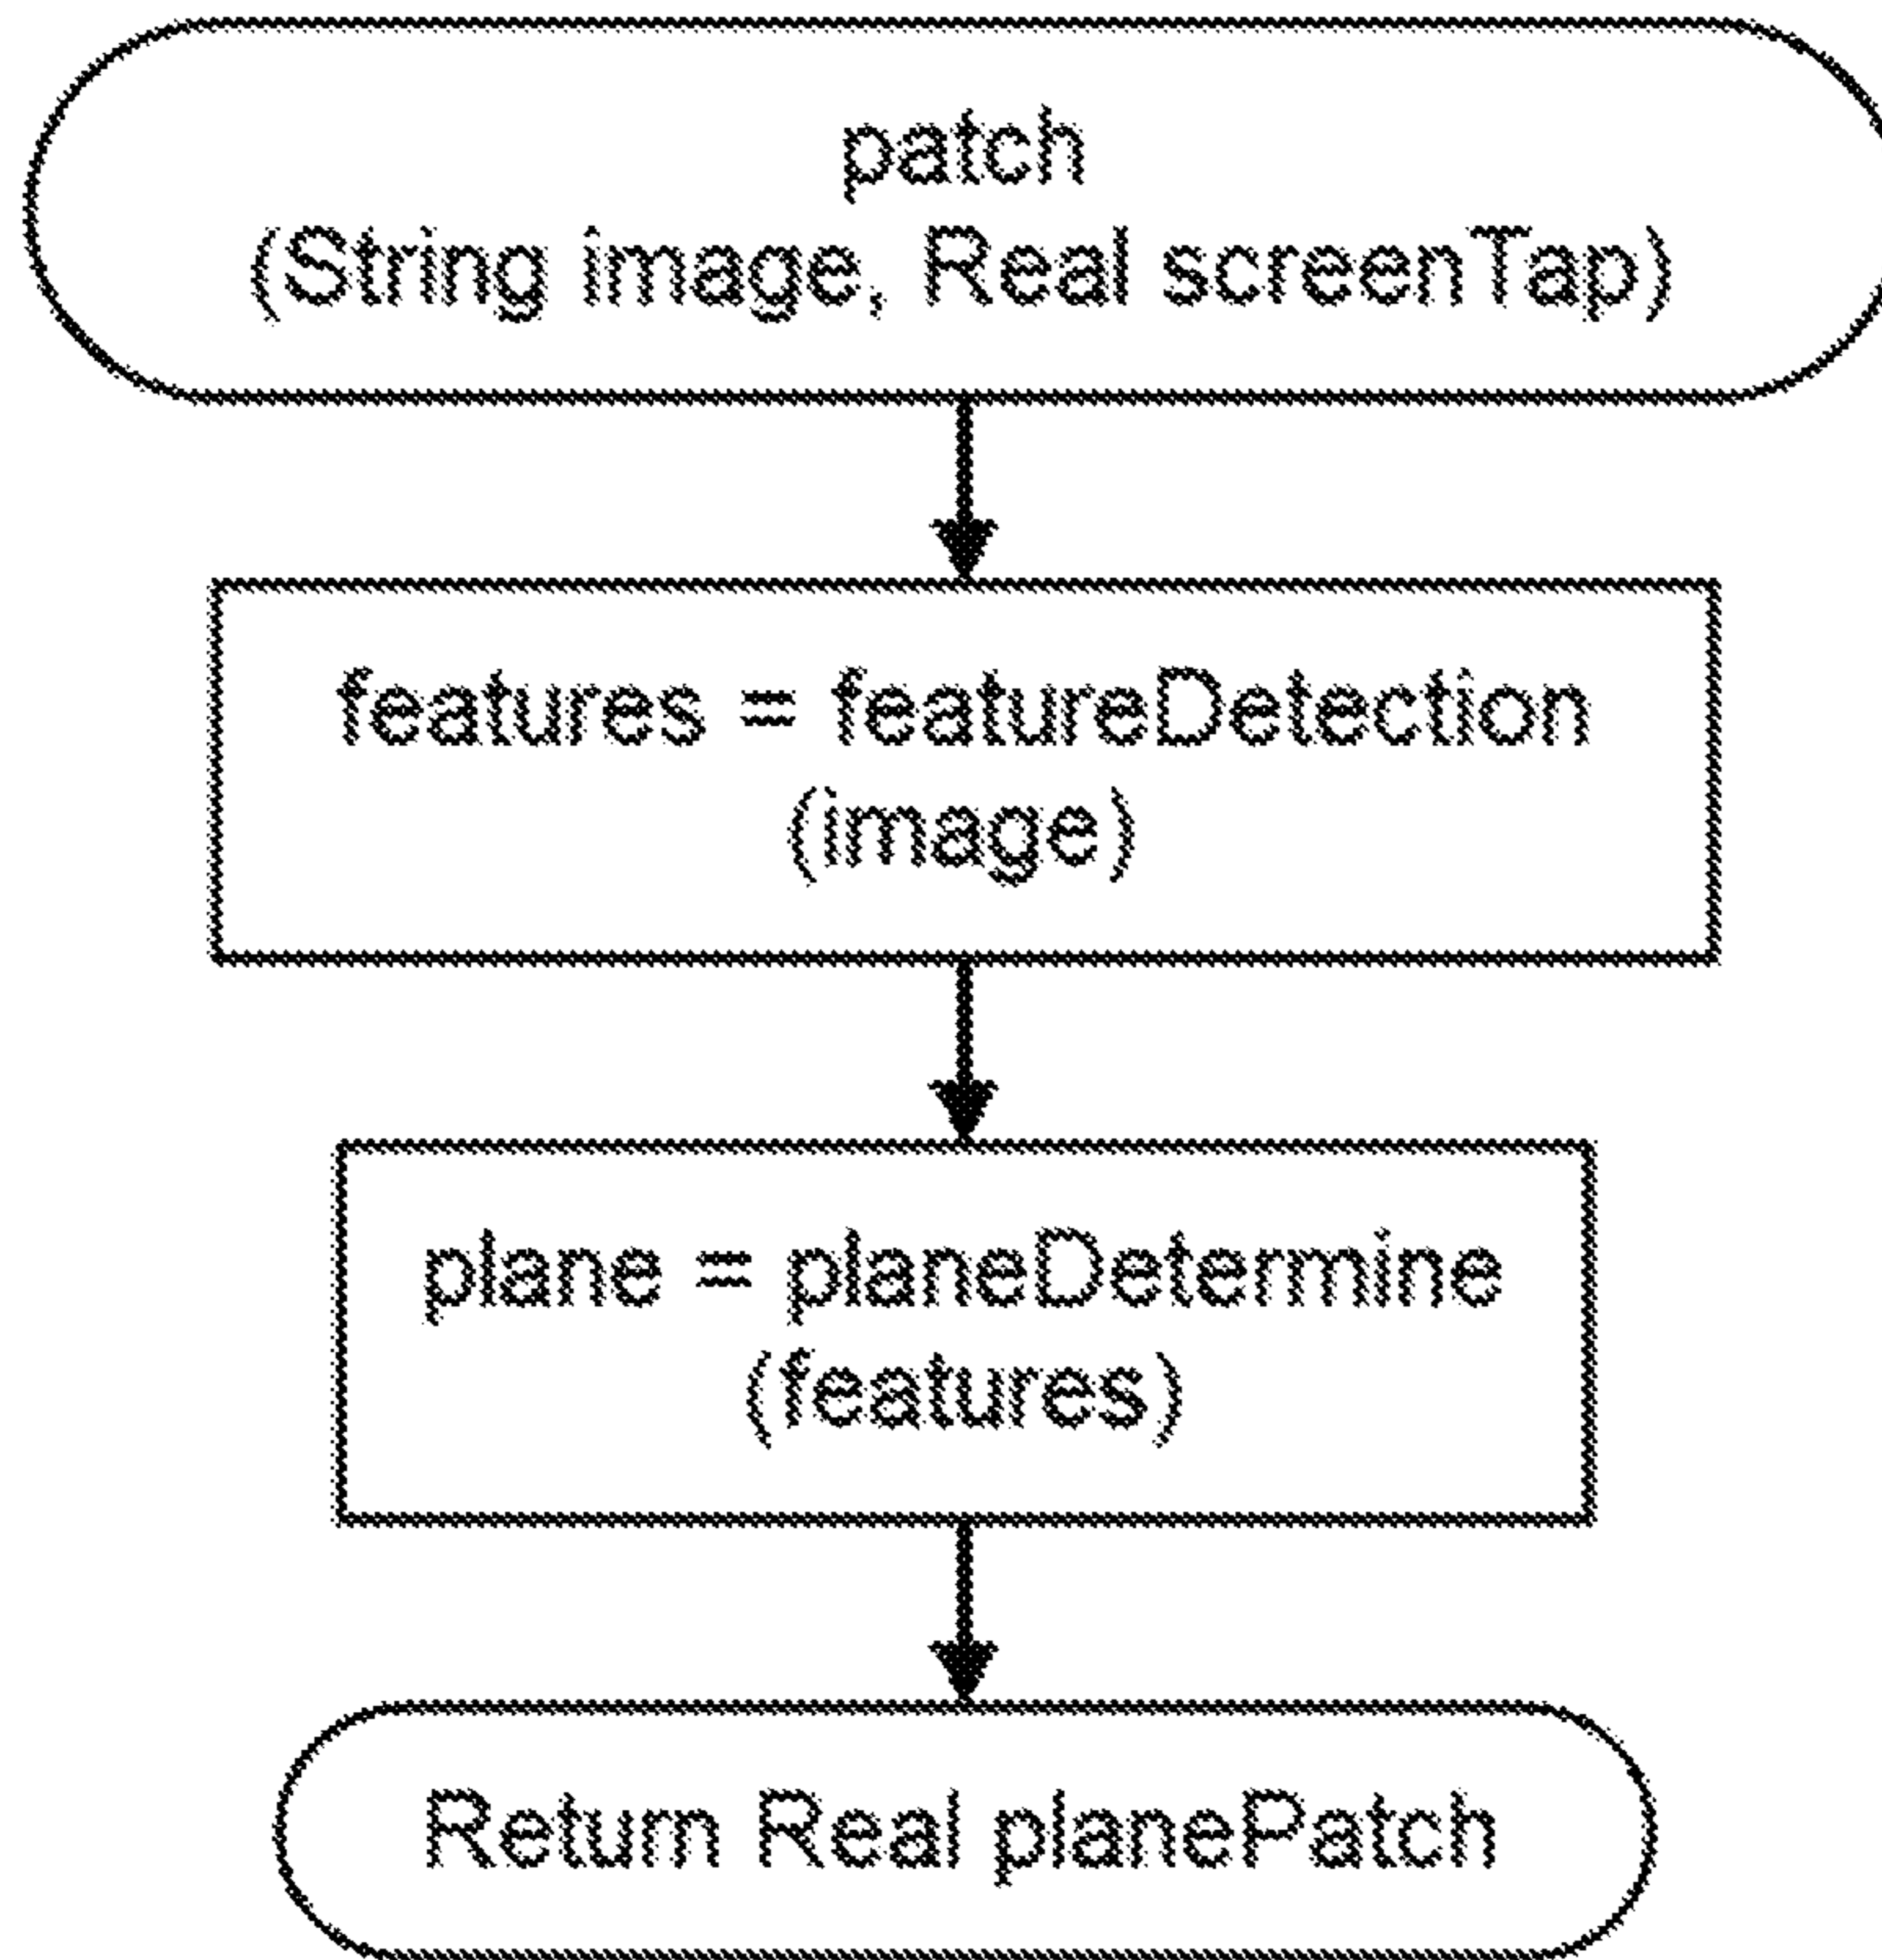 patch
(String image, Real screenTap)
features = featureDetection
(image)
plane = planeDetermine
(features)
Return Real planePatch